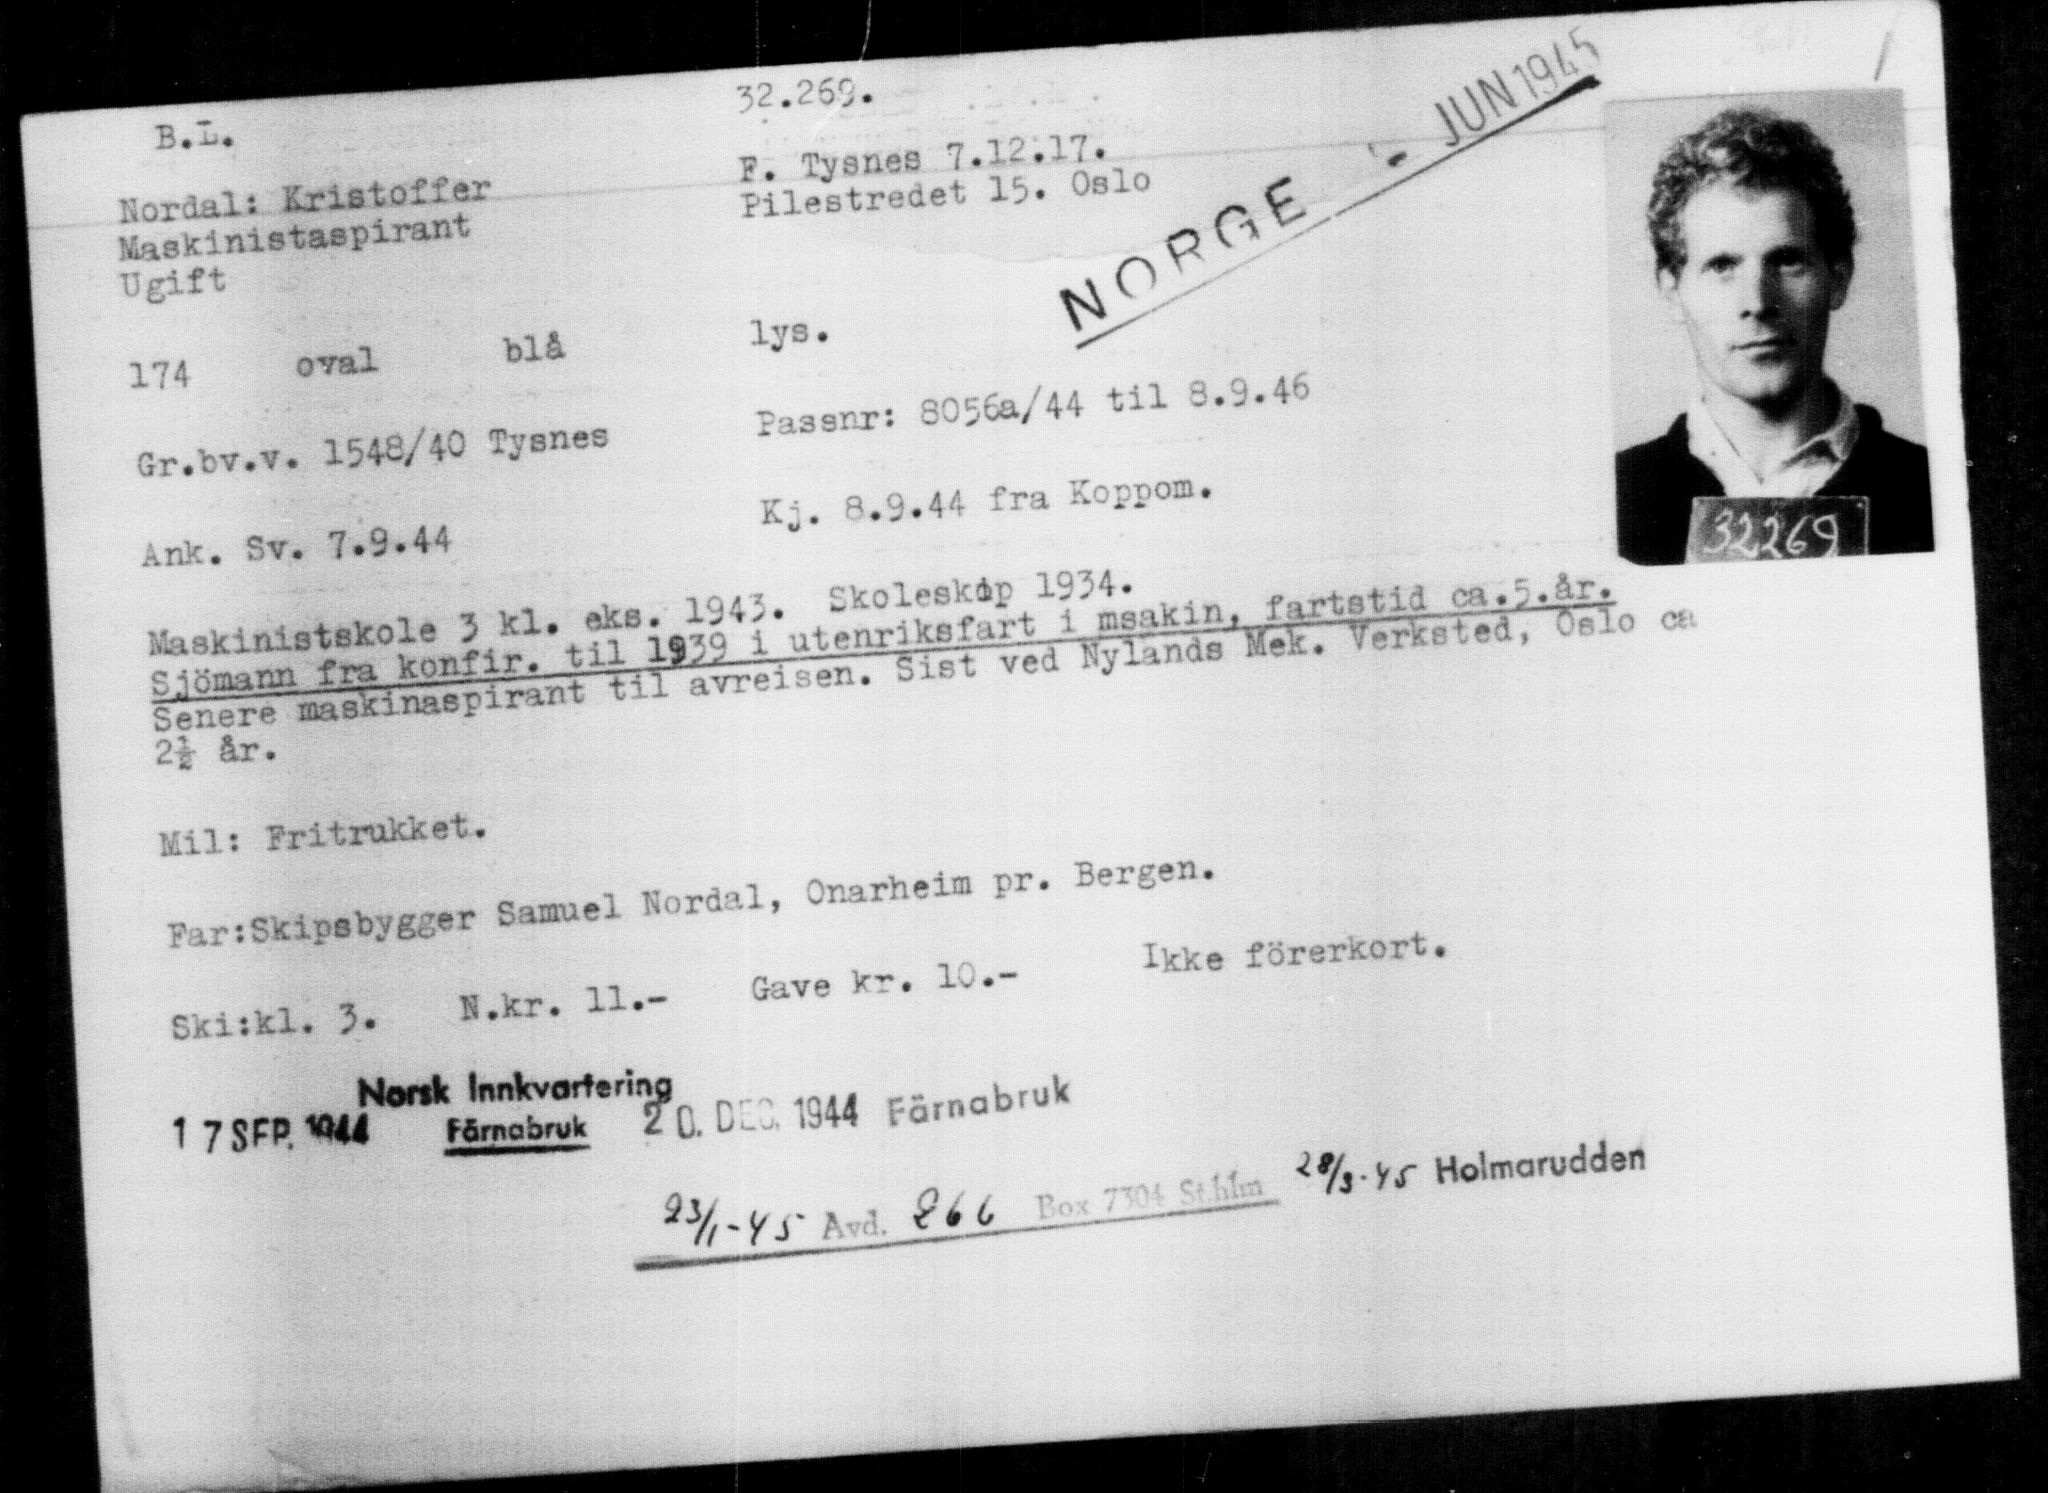 B.L.
32.269.
JUN 1945
NORGE
Nordal: Kristoffer
F. Tysnes 7.12.17.
Maskinistaspirant
Pilestredet 15. Oslo
Ugift
174 oval blå lys.
Gr.bv.v. 1548/40 Tysnes
Passnr: 8056a/44 til 8.9.46
Ank. Sv. 7.9.44
Kj. 8.9.44 fra Koppom.
32269
Maskinistskole 3 kl. eks. 1943. Skoleskip 1934.
Sjömann fra konfir. til 1939 i utenriksfart i msakin, fartstid ca.5.år.
Senere maskinaspirant til avreisen. Sist ved Nylands Mek. Verksted, Oslo ca
2½ år.
Mil: Fritrukket.
Far:Skipsbygger Samuel Nordal, Onarheim pr. Bergen.
Ski:kl. 3. N.kr. 11.- Gave kr. 10.- Ikke förerkort.
Norsk Innkvartering
17 SEP. 1944 Färnabruk 20. DEC. 1944 Färnabruk
23/1-45 Avd. 266 Box 7304 Sthlm 28/3-45 Holmarudden